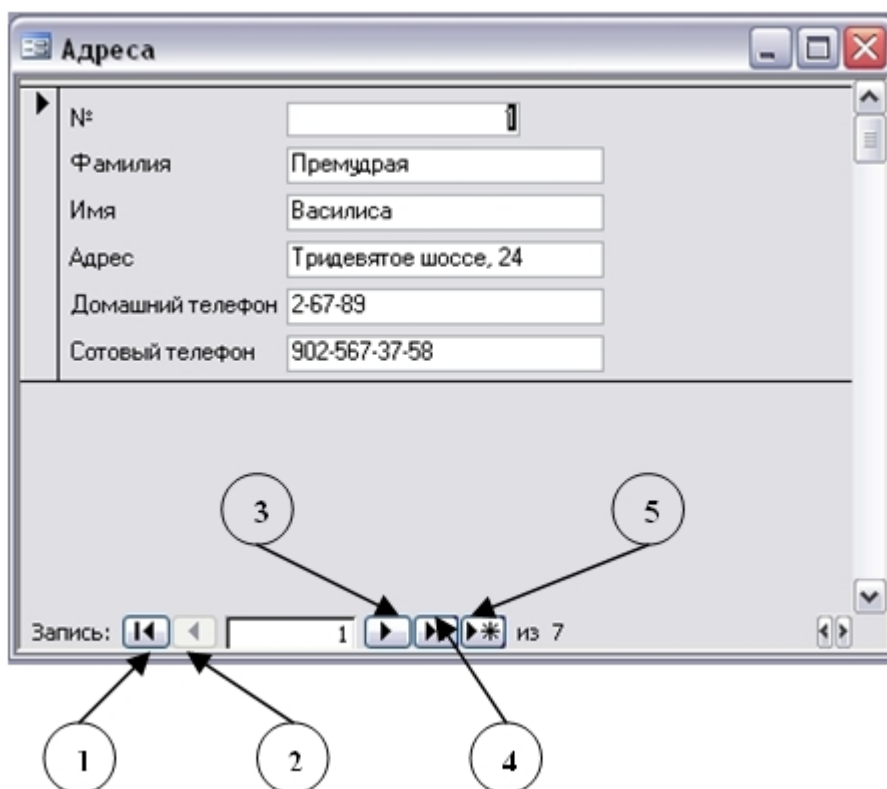 Адреса
№ 1
Фамилия Премудрая
Имя Василиса
Адрес Тридевятое шоссе, 24
Домашний телефон 2-67-89
Сотовый телефон 902-567-37-58
3 5
Запись: 1 из 7
1 2 4